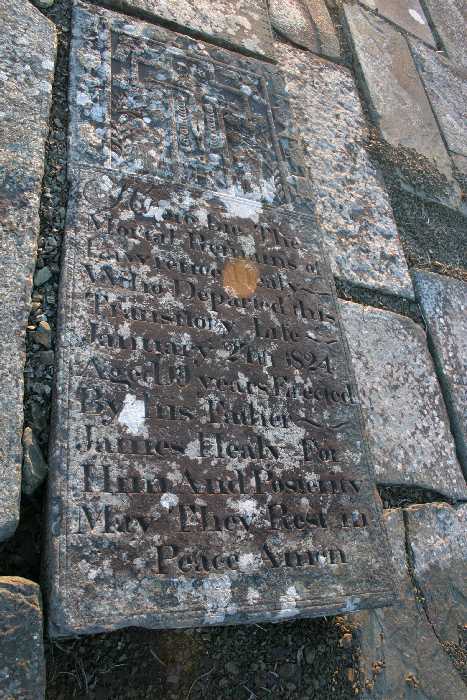 Here Lie The
Mortal Remains of
Lawrence Healy
Who Departed this
Transitory Life
January 24th 1824
Aged 19 years Erected
By his Father
James Healy For
Him And Posterity
May They Rest in
Peace Amen